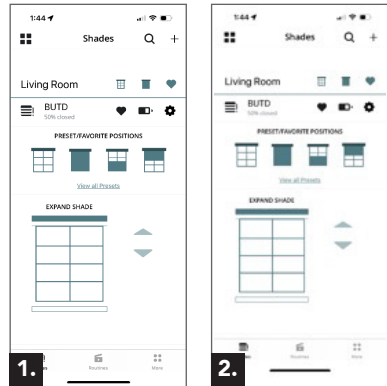 1:44
Shades
Living Room
BUTD
50% closed
PRESET/FAVORITE POSITIONS
View all Presets
EXPAND SHADE
Routines
More
1.
1:44
Shades
Living Room
BUTD
50% closed
PRESET/FAVORITE POSITIONS
View all Presets
EXPAND SHADE
Routines
More
2.